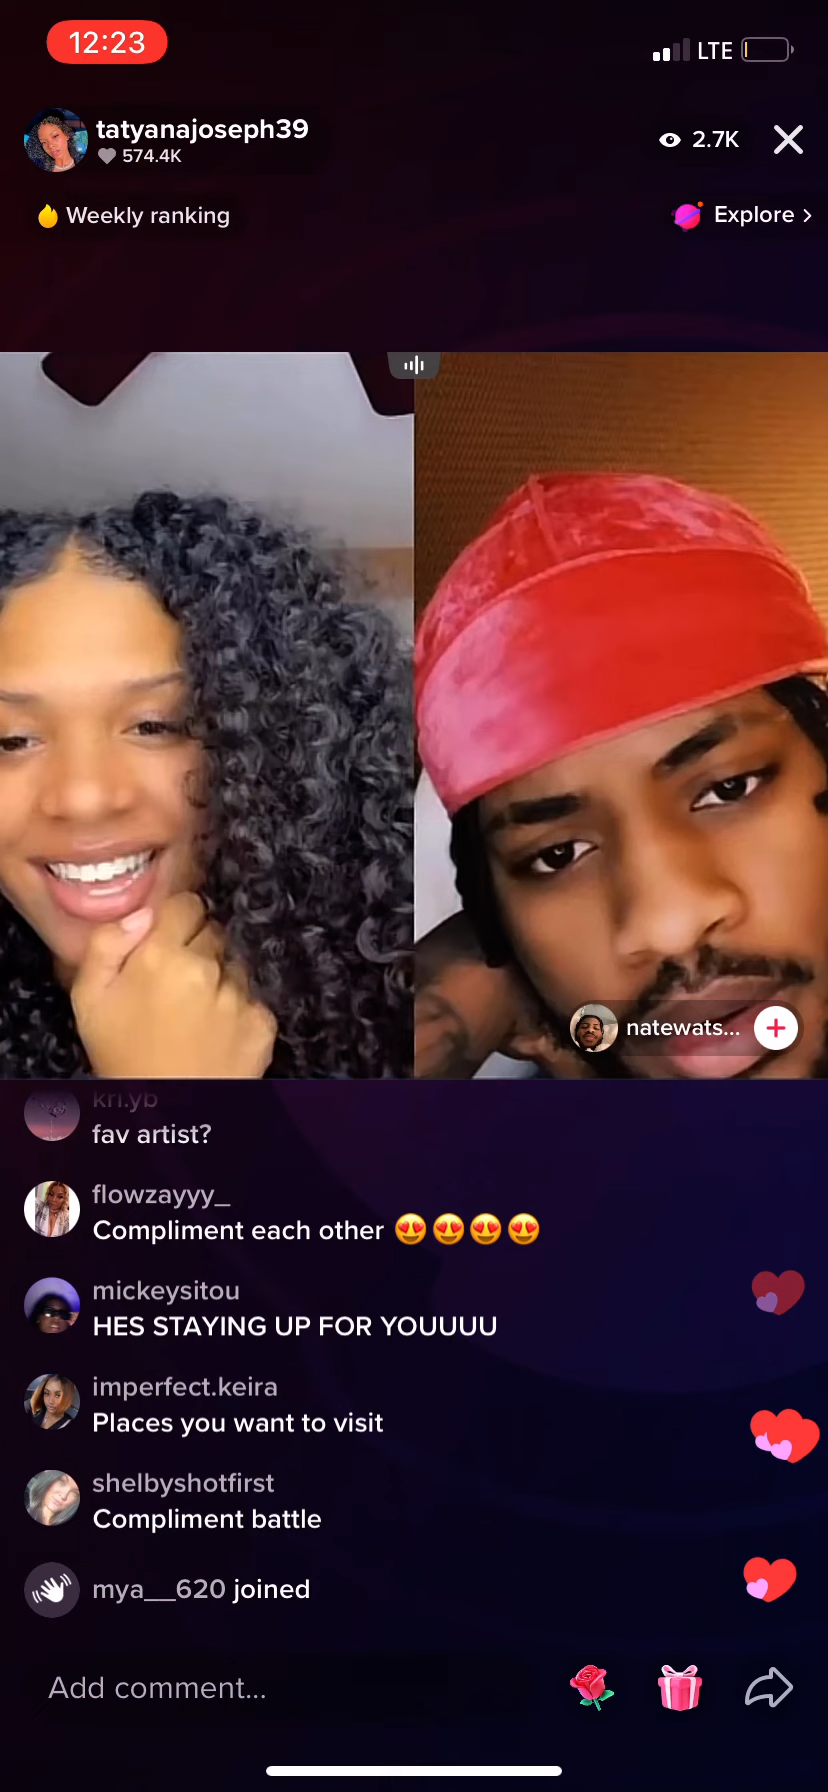 12:23
LTE
tatyanajoseph39
574.4K
2.7K
Weekly ranking
Explore >
natewats...
kri.yb
fav artist?
flowzayyy_
Compliment each other 😍😍😍😍
mickeysitou
HES STAYING UP FOR YOUUUU
imperfect.keira
Places you want to visit
shelbyshotfirst
Compliment battle
mya__620 joined
Add comment...